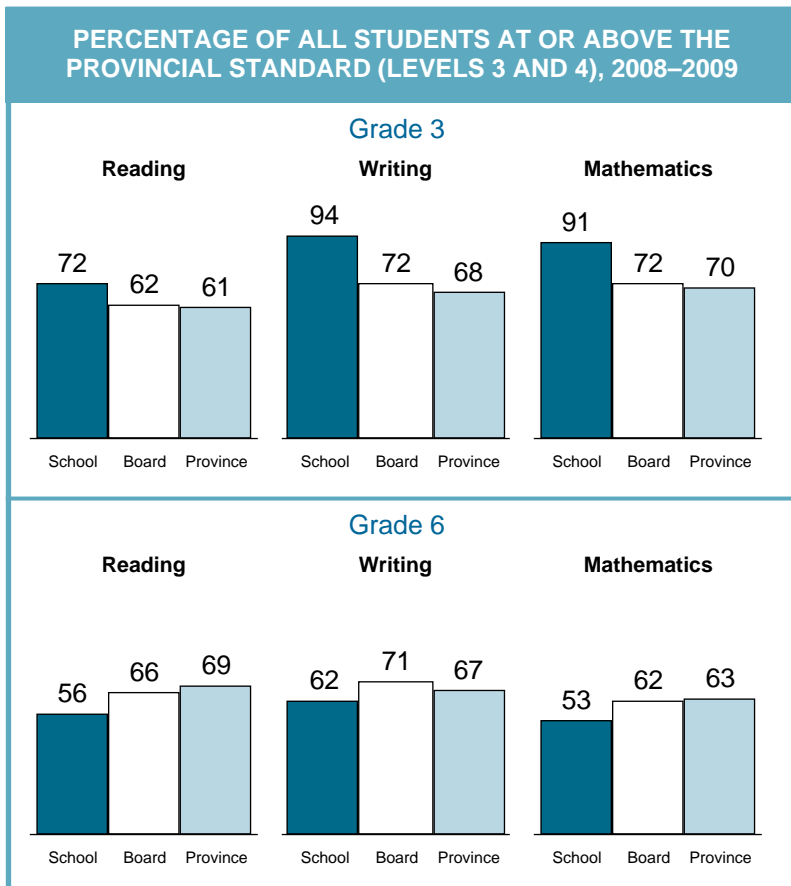 PERCENTAGE OF ALL STUDENTS AT OR ABOVE THE
PROVINCIAL STANDARD (LEVELS 3 AND 4), 2008–2009
Grade 3
Reading
72 62 61
School Board Province
Writing
94 72 68
School Board Province
Mathematics
91 72 70
School Board Province
Grade 6
Reading
56 66 69
School Board Province
Writing
62 71 67
School Board Province
Mathematics
53 62 63
School Board Province